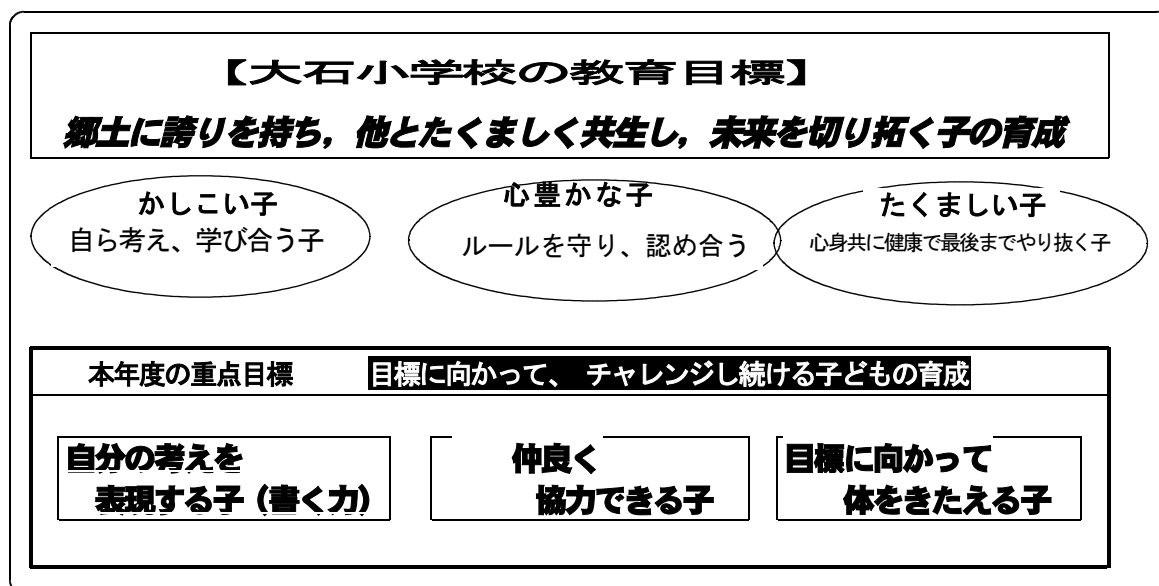 【大石小学校の教育目標】
郷土に誇りを持ち，他とたくましく共生し，未来を切り拓く子の育成
かしこい子
自ら考え、学び合う子
心豊かな子
ルールを守り、認め合う
たくましい子
心身共に健康で最後までやり抜く子
本年度の重点目標 目標に向かって、 チャレンジし続ける子どもの育成
自分の考えを
表現する子（書く力）
仲良く
協力できる子
目標に向かって
体をきたえる子